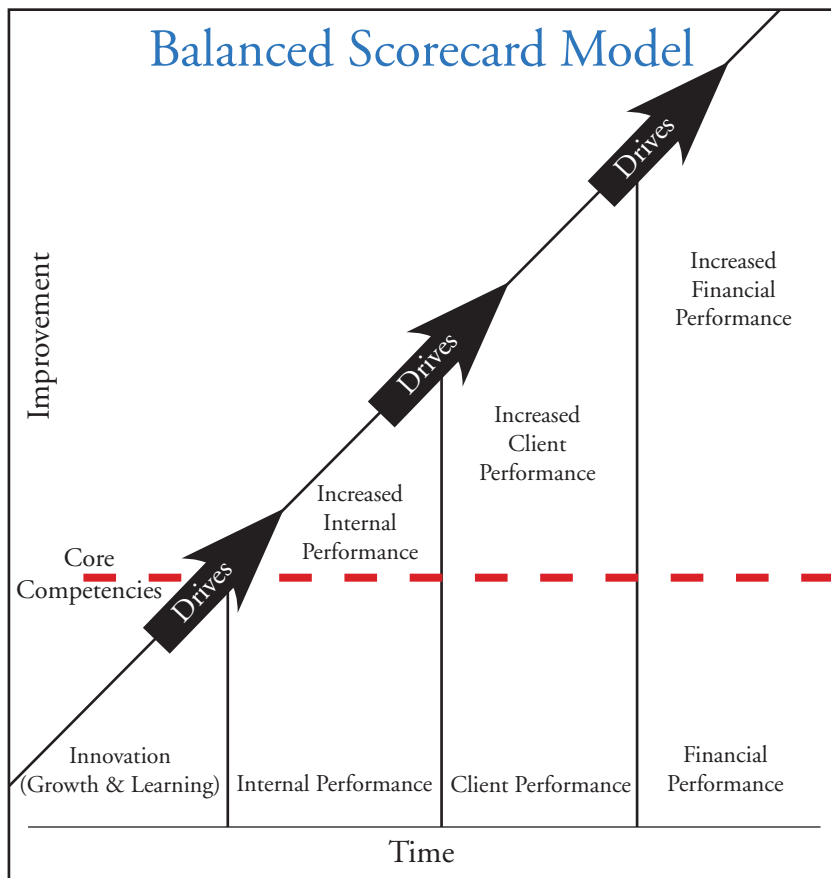 Balanced Scorecard Model
Drives
Increased
Financial
Performance
Improvement
Drives
Increased
Client
Performance
Increased
Internal
Performance
Core
Competencies
Drives
Innovation
(Growth & Learning)
Internal Performance
Client Performance
Financial
Performance
Time